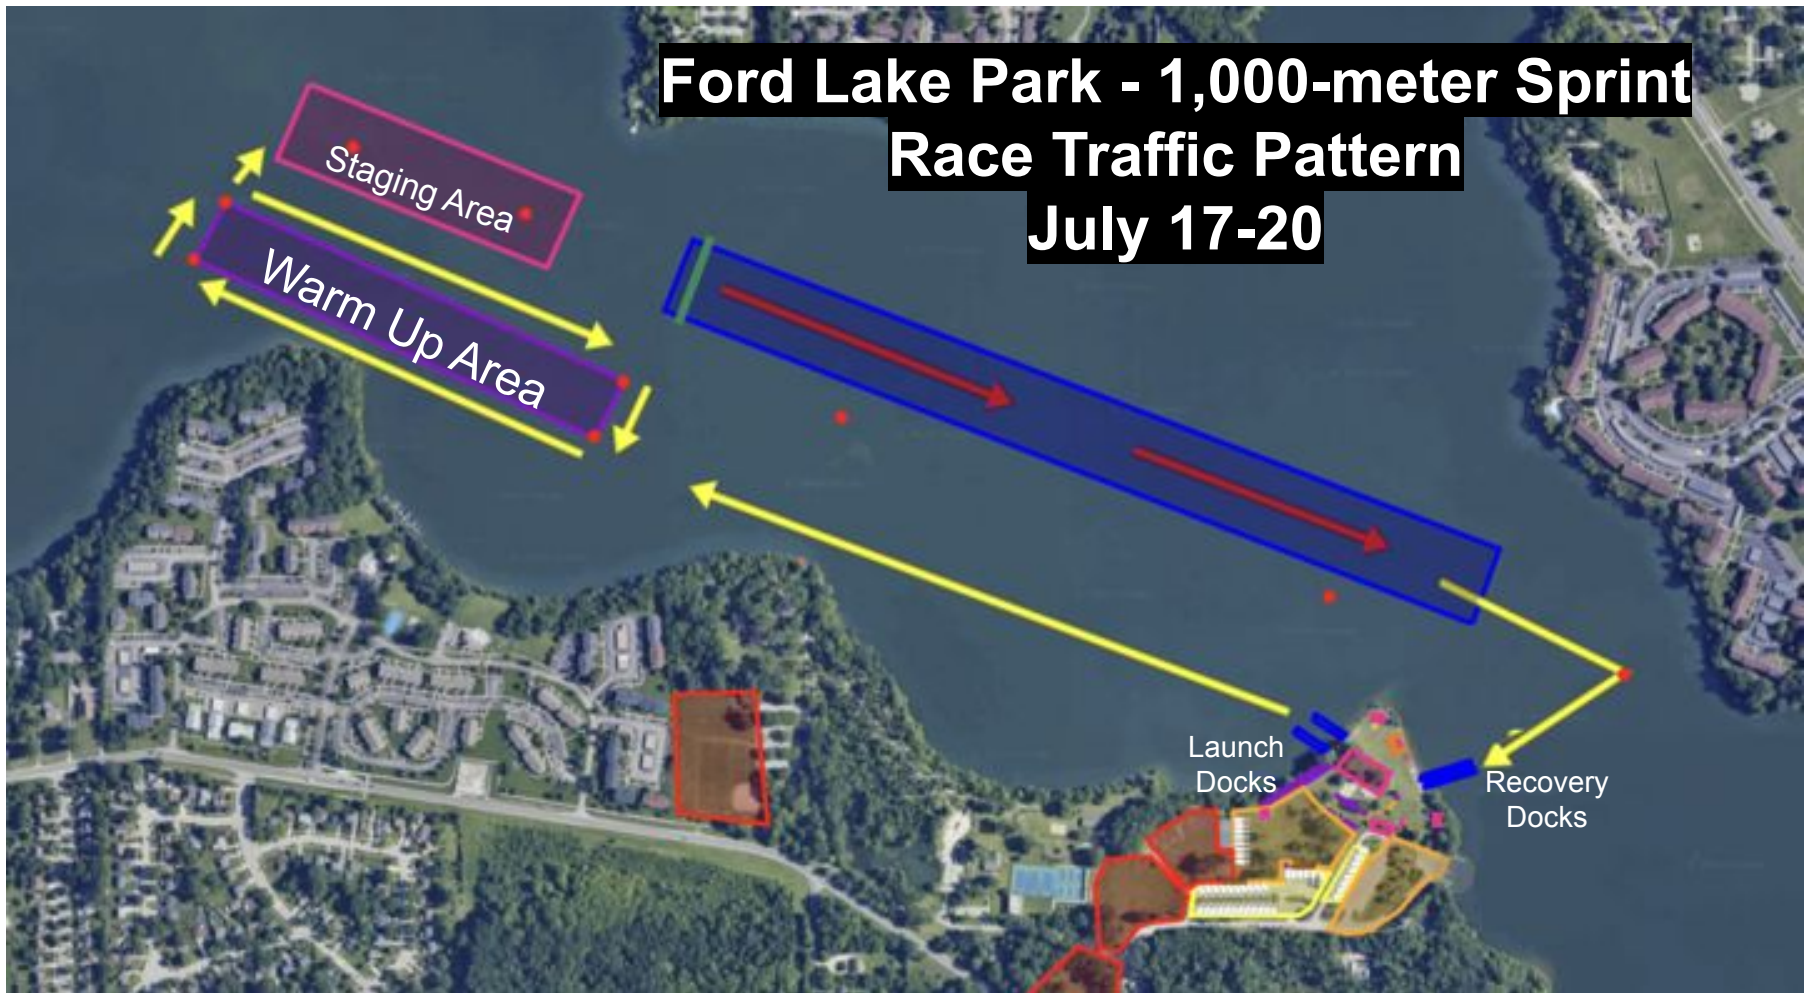 Ford Lake Park - 1,000-meter Sprint
Race Traffic Pattern
July 17-20
Staging Area
Warm Up Area
Launch
Docks
Recovery
Docks